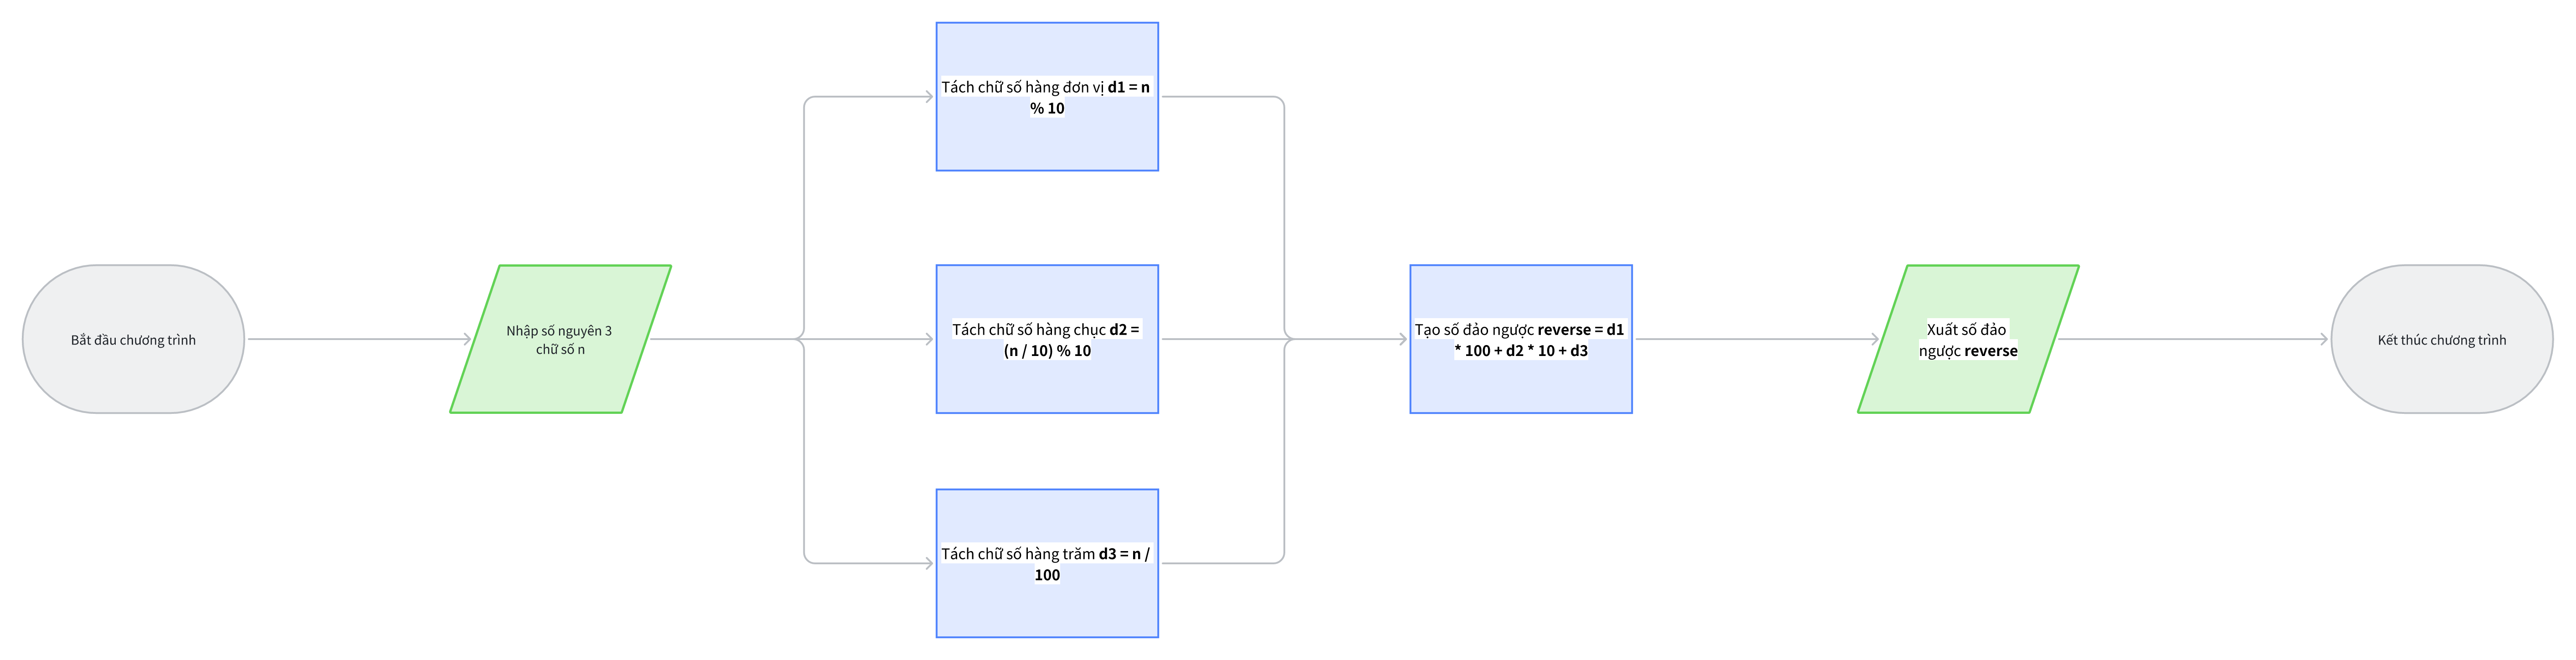 Bắt đầu chương trình
Nhập số nguyên 3
chữ số n
Tách chữ số hàng đơn vị d1 = n
% 10
Tách chữ số hàng chục d2 =
(n / 10) % 10
Tách chữ số hàng trăm d3 = n /
100
Tạo số đảo ngược reverse = d1
* 100 + d2 * 10 + d3
Xuất số đảo
ngược reverse
Kết thúc chương trình